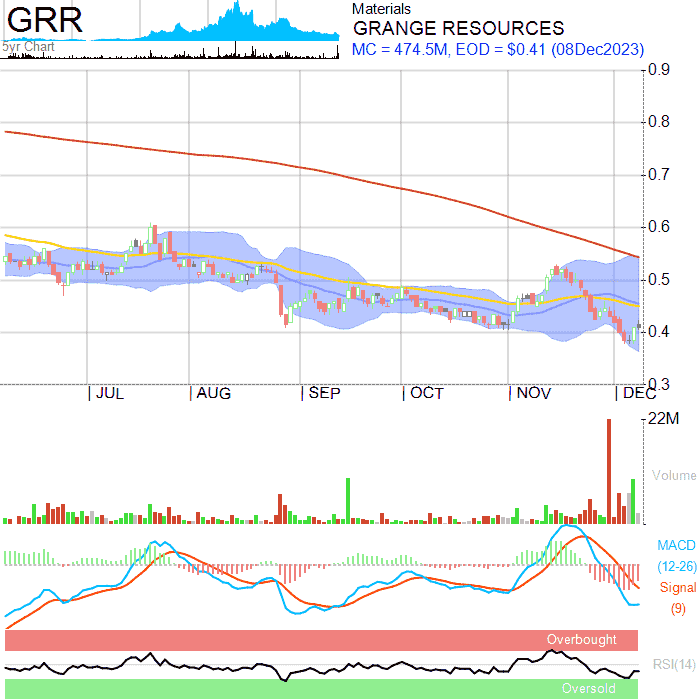 GRR
5yr Chart
Materials
GRANGE RESOURCES
MC = 474.5M, EOD = $0.41 (08Dec2023)
0.9
0.8
0.7
0.6
0.5
0.4
0.3
JUL AUG SEP OCT NOV DEC
22M
Volume
MACD
(12-26)
Signal
(9)
Overbought
RSI(14)
Oversold